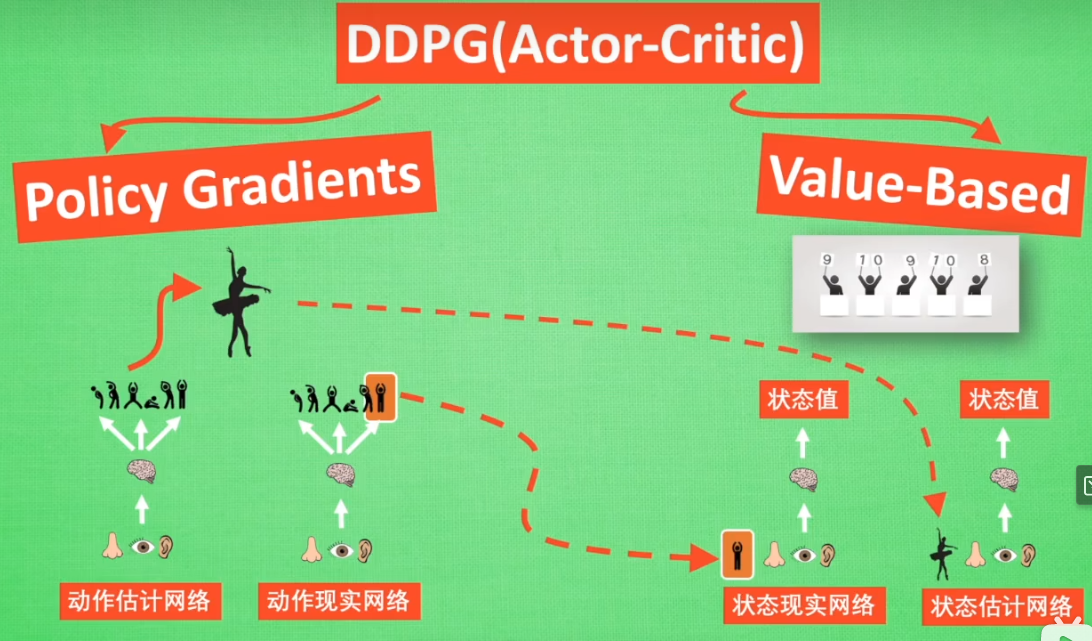 DDPG(Actor-Critic)
Policy Gradients
Value-Based
9 10 9 10 8
状态值
状态值
动作估计网络
动作现实网络
状态现实网络
状态估计网络